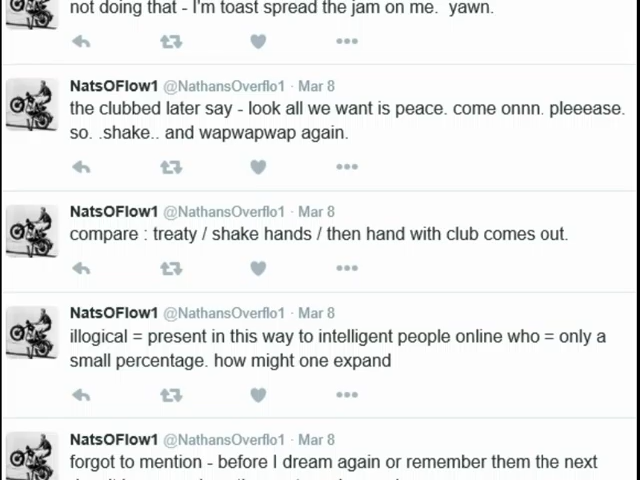 not doing that - I'm toast spread the jam on me. yawn.
NatsOFlow1 @NathansOverflo1 · Mar 8
the clubbed later say - look all we want is peace. come onnn. pleeease.
so. .shake.. and wapwapwap again.
NatsOFlow1 @NathansOverflo1 · Mar 8
compare : treaty / shake hands / then hand with club comes out.
NatsOFlow1 @NathansOverflo1 · Mar 8
illogical = present in this way to intelligent people online who = only a
small percentage. how might one expand
NatsOFlow1 @NathansOverflo1 · Mar 8
forgot to mention - before I dream again or remember them the next